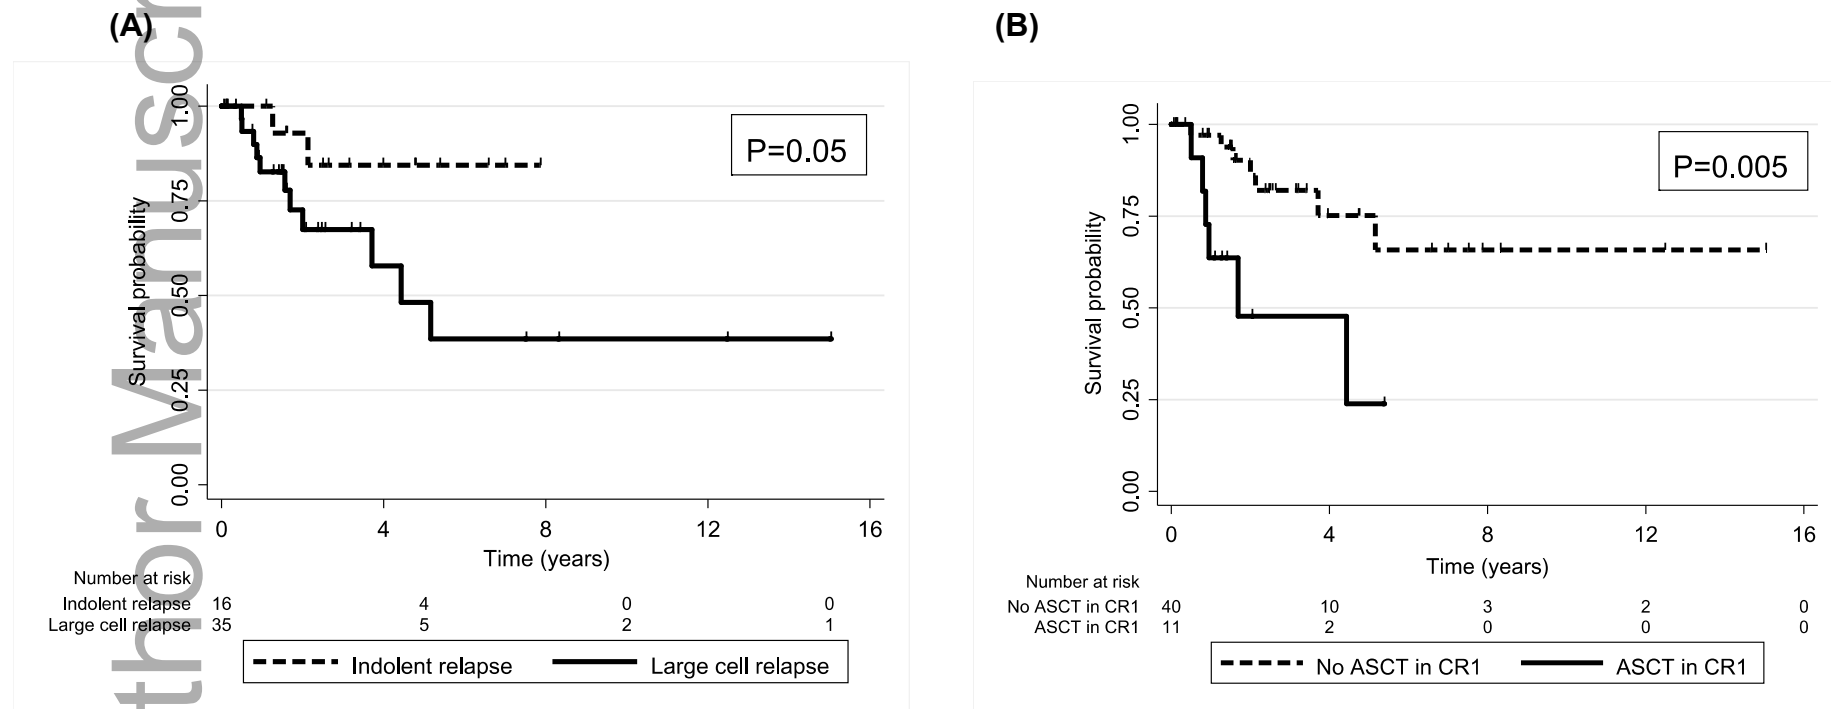 (A)
1.00
0.75
0.50
0.25
0.00
Survival probability
P=0.05
0 4 8 12 16
Time (years)
Number at risk
Indolent relapse 16 4 0 0
Large cell relapse 35 5 2 1
Indolent relapse Large cell relapse
thor Manuscr
(B)
1.00
0.75
0.50
0.25
0.00
Survival probability
P=0.005
0 4 8 12 16
Time (years)
Number at risk
No ASCT in CR1 40 10 3 2 0
ASCT in CR1 11 2 0 0 0
No ASCT in CR1 ASCT in CR1